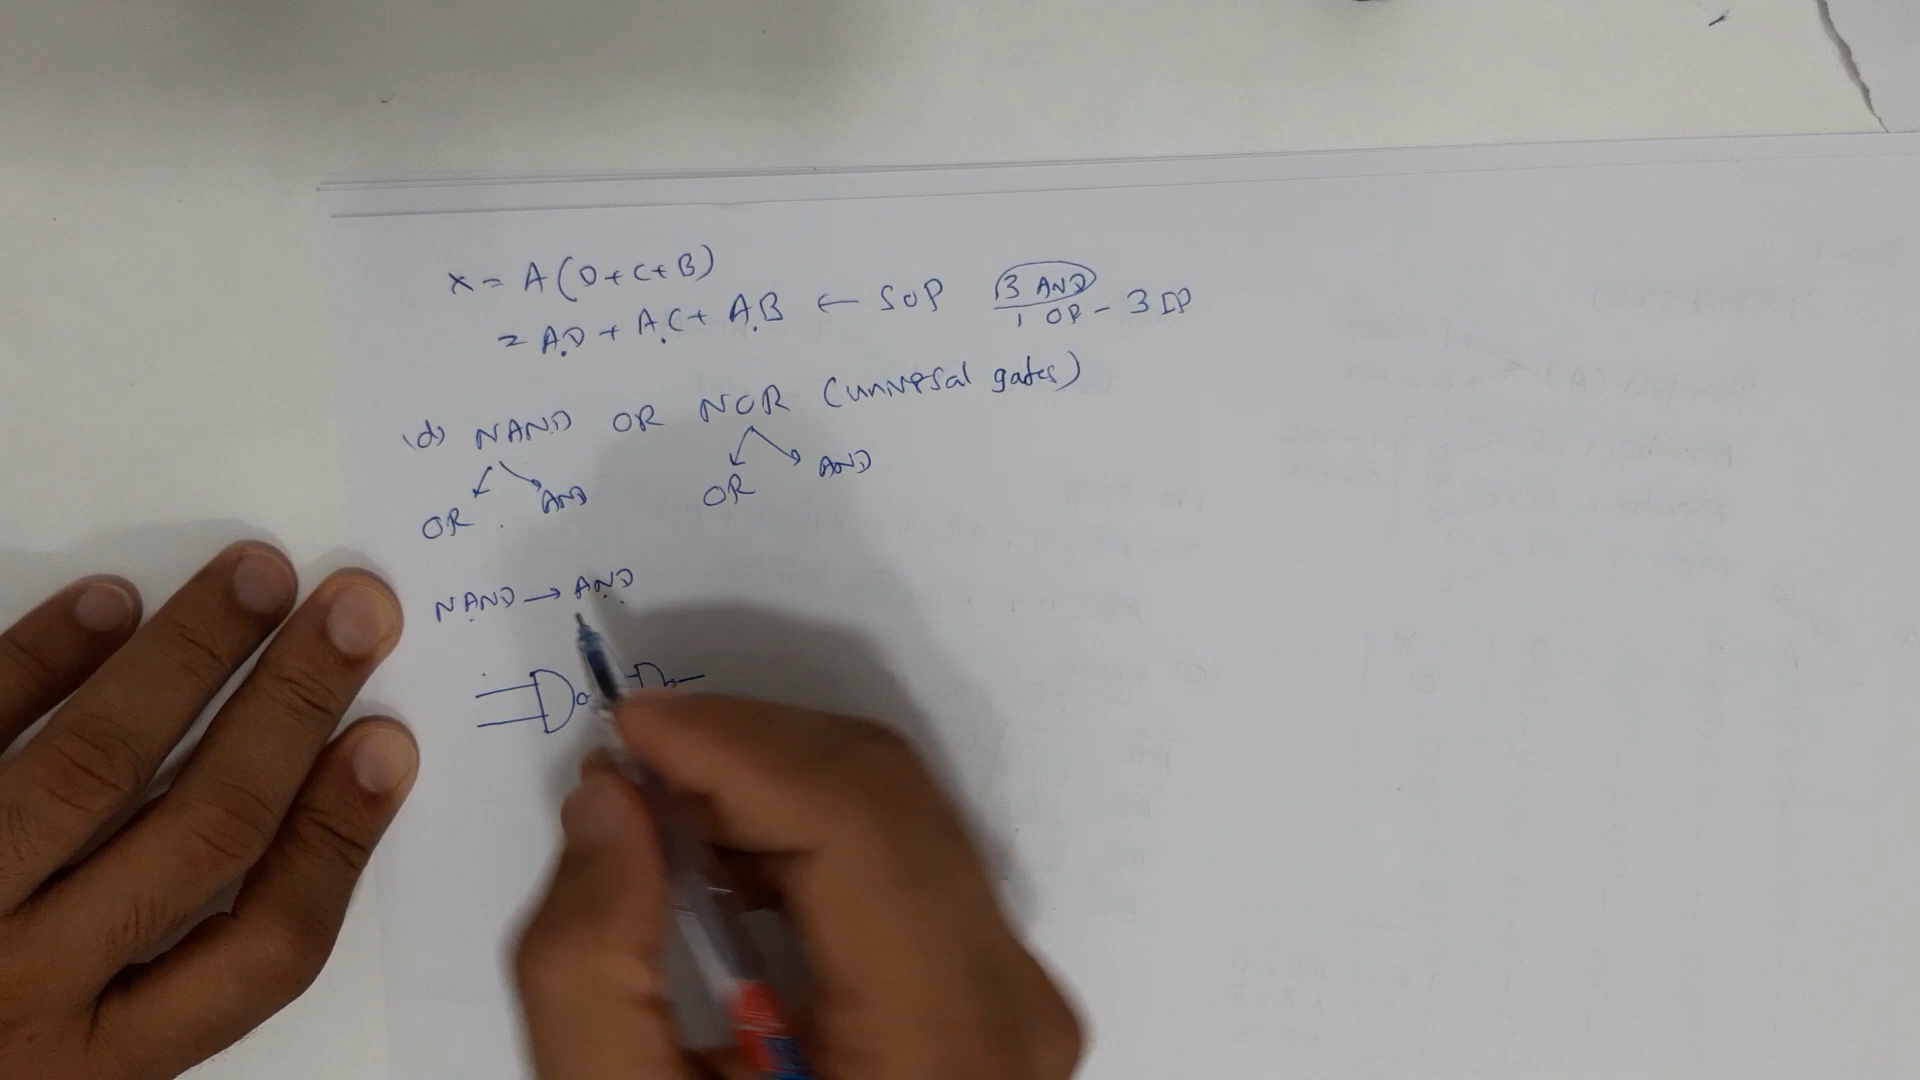 x = A(D+C+B)
= A.D + A.C + A.B ← SOP 3 AND
1 OR - 3 IP
(d) NAND OR NOR (universal gates)
OR AND OR AND
NAND → AND